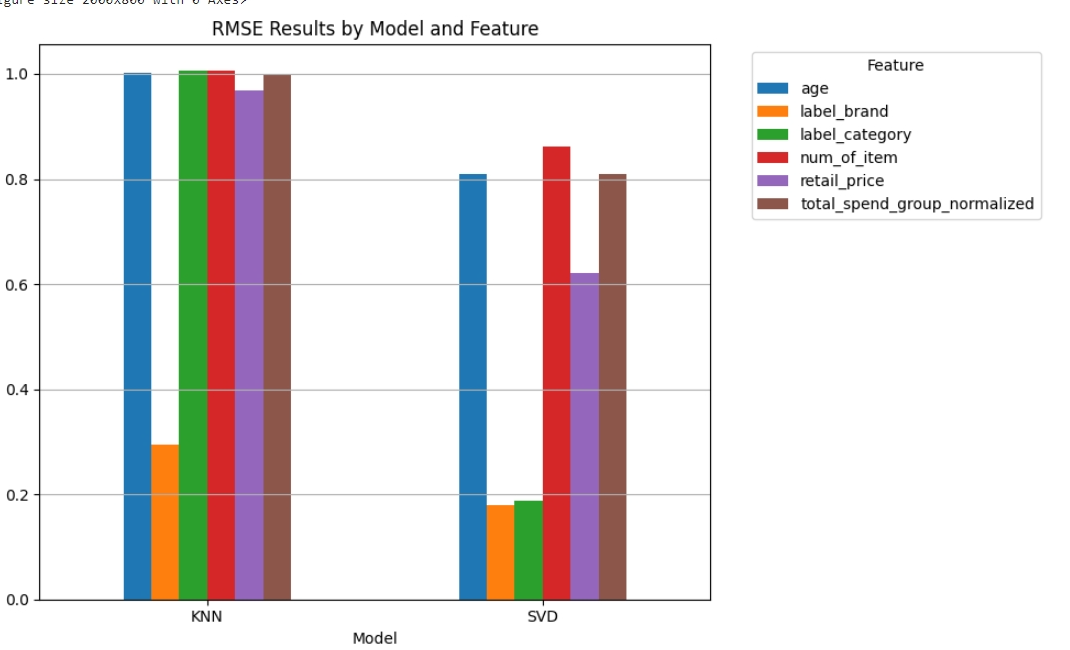 RMSE Results by Model and Feature
1.0
0.8
0.6
0.4
0.2
0.0
KNN
SVD
Model
Feature
age
label_brand
label_category
num_of_item
retail_price
total_spend_group_normalized